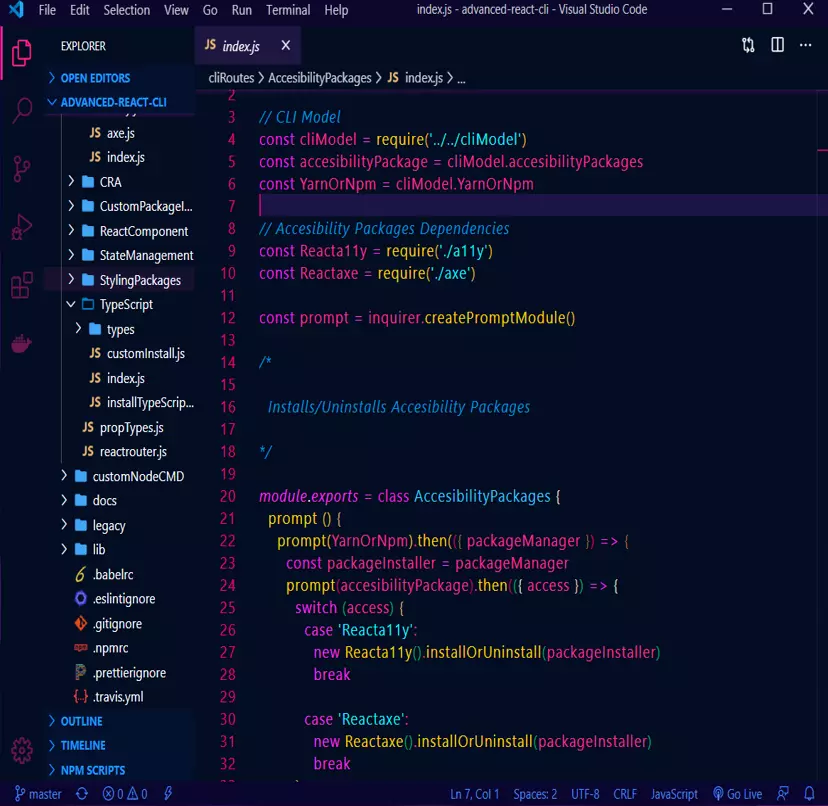 File Edit Selection View Go Run Terminal Help index.js - advanced-react-cli - Visual Studio Code
EXPLORER
JS index.js X
OPEN EDITORS
ADVANCED-REACT-CLI
JS axe.js
JS index.js
CRA
CustomPackageI...
ReactComponent
StateManagement
StylingPackages
TypeScript
types
JS customInstall.js
JS index.js
JS installTypeScrip...
JS propTypes.js
JS reactrouter.js
customNodeCMD
docs
legacy
lib
6 .babelrc
.eslintignore
.gitignore
.npmrc
.prettierignore
{..} .travis.yml
OUTLINE
TIMELINE
NPM SCRIPTS
cliRoutes > AccesibilityPackages > JS index.js > ...
2
3 // CLI Model
4 const cliModel = require('../../cliModel')
5 const accesibilityPackage = cliModel.accesibilityPackages
6 const YarnOrNpm = cliModel.YarnOrNpm
7
8 // Accesibility Packages Dependencies
9 const Reacta11y = require('./a11y')
10 const Reactaxe = require('./axe')
11
12 const prompt = inquirer.createPromptModule()
13
14 /*
15
16 Installs/Uninstalls Accesibility Packages
17
18 */
19
20 module.exports = class AccesibilityPackages {
21 prompt () {
22 prompt(YarnOrNpm).then(({ packageManager }) => {
23 const packageInstaller = packageManager
24 prompt(accesibilityPackage).then(({ access }) => {
25 switch (access) {
26 case 'Reacta11y':
27 new Reacta11y().installOrUninstall(packageInstaller)
28 break
29
30 case 'Reactaxe':
31 new Reactaxe().installOrUninstall(packageInstaller)
32 break
master 0 0 Ln 7, Col 1 Spaces: 2 UTF-8 CRLF JavaScript Go Live